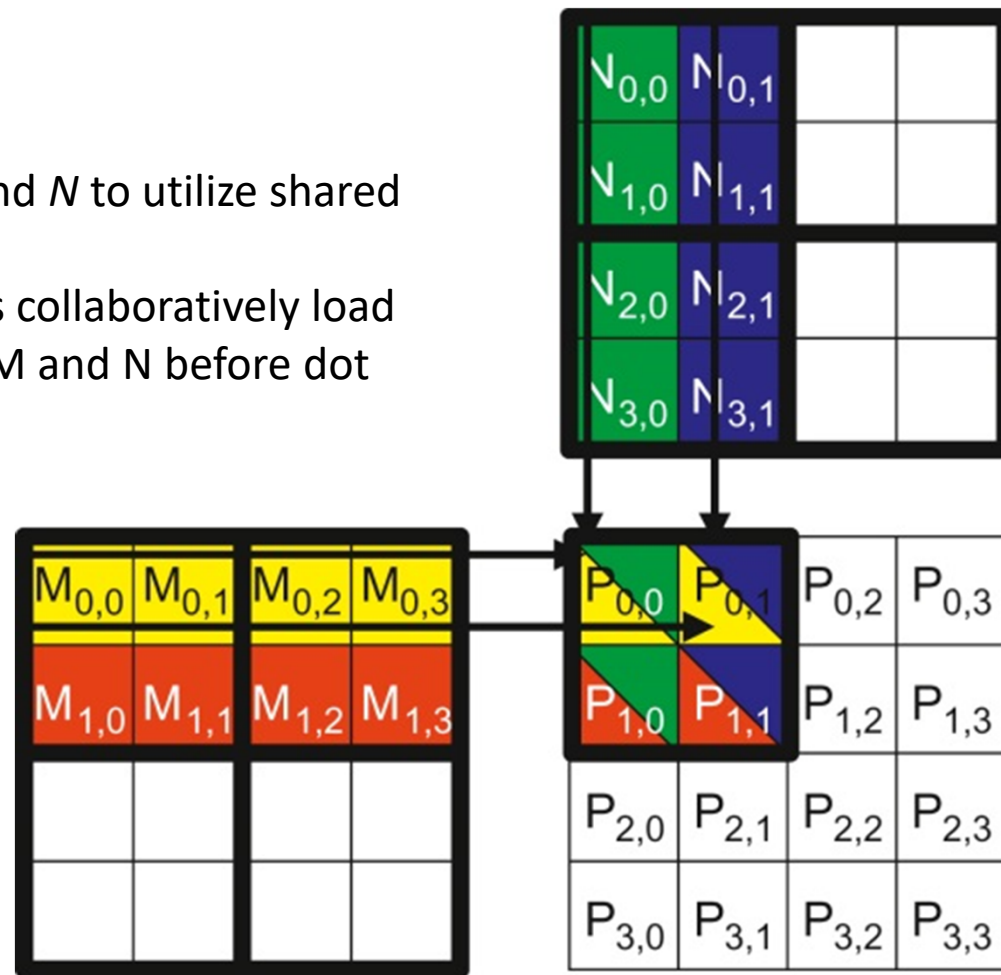 nd N to utilize shared
s collaboratively load
M and N before dot
N0,0 N0,1
N1,0 N1,1
N2,0 N2,1
N3,0 N3,1
M0,0 M0,1 M0,2 M0,3
M1,0 M1,1 M1,2 M1,3
P0,0 P0,1 P0,2 P0,3
P1,0 P1,1 P1,2 P1,3
P2,0 P2,1 P2,2 P2,3
P3,0 P3,1 P3,2 P3,3